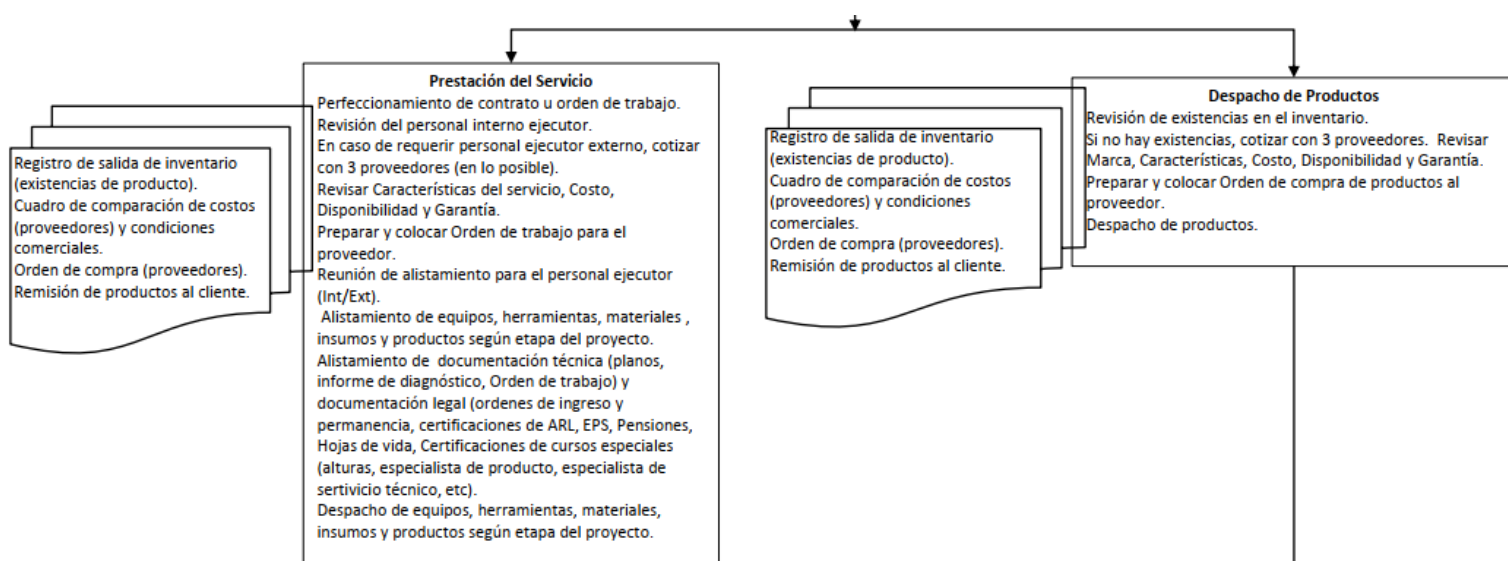 Registro de salida de inventario
(existencias de producto).
Cuadro de comparación de costos
(proveedores) y condiciones
comerciales.
Orden de compra (proveedores).
Remisión de productos al cliente.
Prestación del Servicio
Perfeccionamiento de contrato u orden de trabajo.
Revisión del personal interno ejecutor.
En caso de requerir personal ejecutor externo, cotizar
con 3 proveedores (en lo posible).
Revisar Características del servicio, Costo,
Disponibilidad y Garantía.
Preparar y colocar Orden de trabajo para el
proveedor.
Reunión de alistamiento para el personal ejecutor
(Int/Ext).
Alistamiento de equipos, herramientas, materiales ,
insumos y productos según etapa del proyecto.
Alistamiento de documentación técnica (planos,
informe de diagnóstico, Orden de trabajo) y
documentación legal (ordenes de ingreso y
permanencia, certificaciones de ARL, EPS, Pensiones,
Hojas de vida, Certificaciones de cursos especiales
(alturas, especialista de producto, especialista de
sertivicio técnico, etc).
Despacho de equipos, herramientas, materiales,
insumos y productos según etapa del proyecto.
Registro de salida de inventario
(existencias de producto).
Cuadro de comparación de costos
(proveedores) y condiciones
comerciales.
Orden de compra (proveedores).
Remisión de productos al cliente.
Despacho de Productos
Revisión de existencias en el inventario.
Si no hay existencias, cotizar con 3 proveedores. Revisar
Marca, Características, Costo, Disponibilidad y Garantía.
Preparar y colocar Orden de compra de productos al
proveedor.
Despacho de productos.